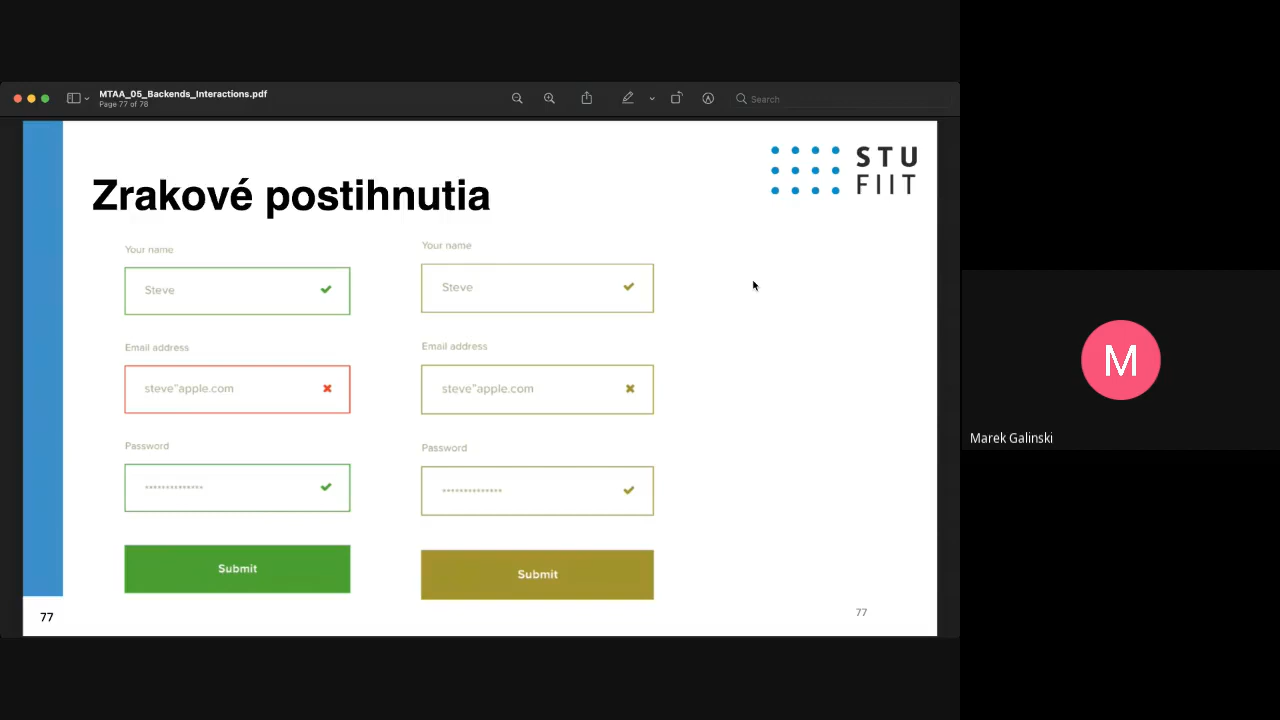 MTAA_05_Backends_Interactions.pdf
Page 77 of 78
Search
STU
FIIT
Zrakové postihnutia
Your name
Steve
Email address
steve"apple.com
Password
**************
Submit
Your name
Steve
Email address
steve"apple.com
Password
**************
Submit
77
77
M
Marek Galinski